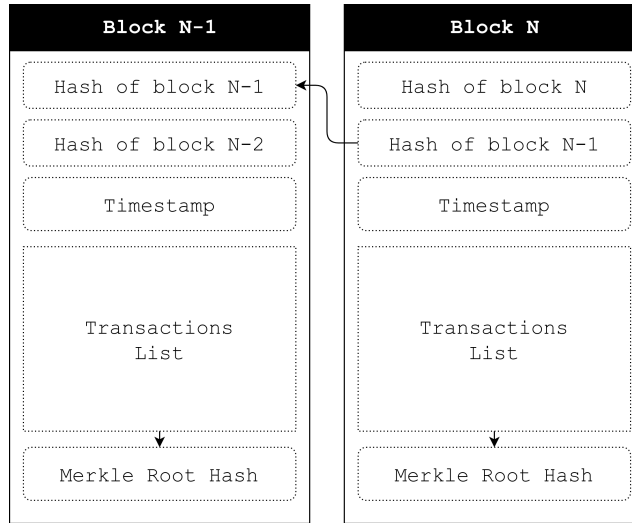 Block N-1
Hash of block N-1
Hash of block N-2
Timestamp
Transactions
List
Merkle Root Hash
Block N
Hash of block N
Hash of block N-1
Timestamp
Transactions
List
Merkle Root Hash